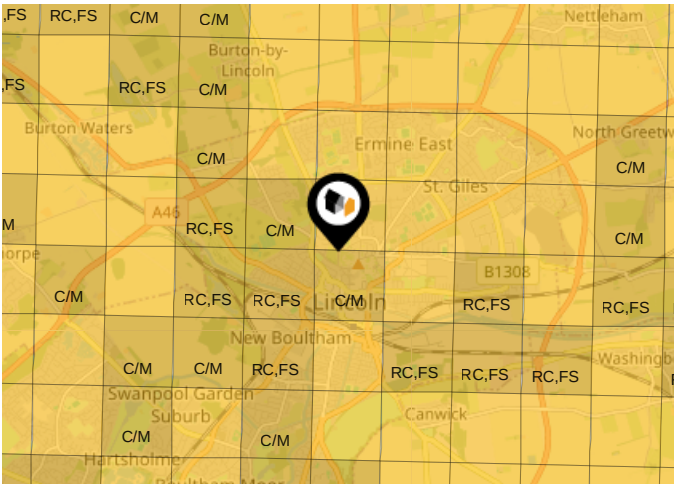 ,FS RC,FS C/M C/M Nettleham
Burton-by-
Lincoln
,FS RC,FS C/M
Burton Waters Ermine East North Greetw
C/M C/M
St. Giles
M A46 RC,FS C/M C/M
orpe B1308
C/M RC,FS RC,FS Lincoln C/M RC,FS RC,FS
New Boultham
Washingb
C/M C/M RC,FS RC,FS RC,FS RC,FS
Swanpool Garden
Suburb Canwick
C/M C/M
Hartsholme
Boultham Moor